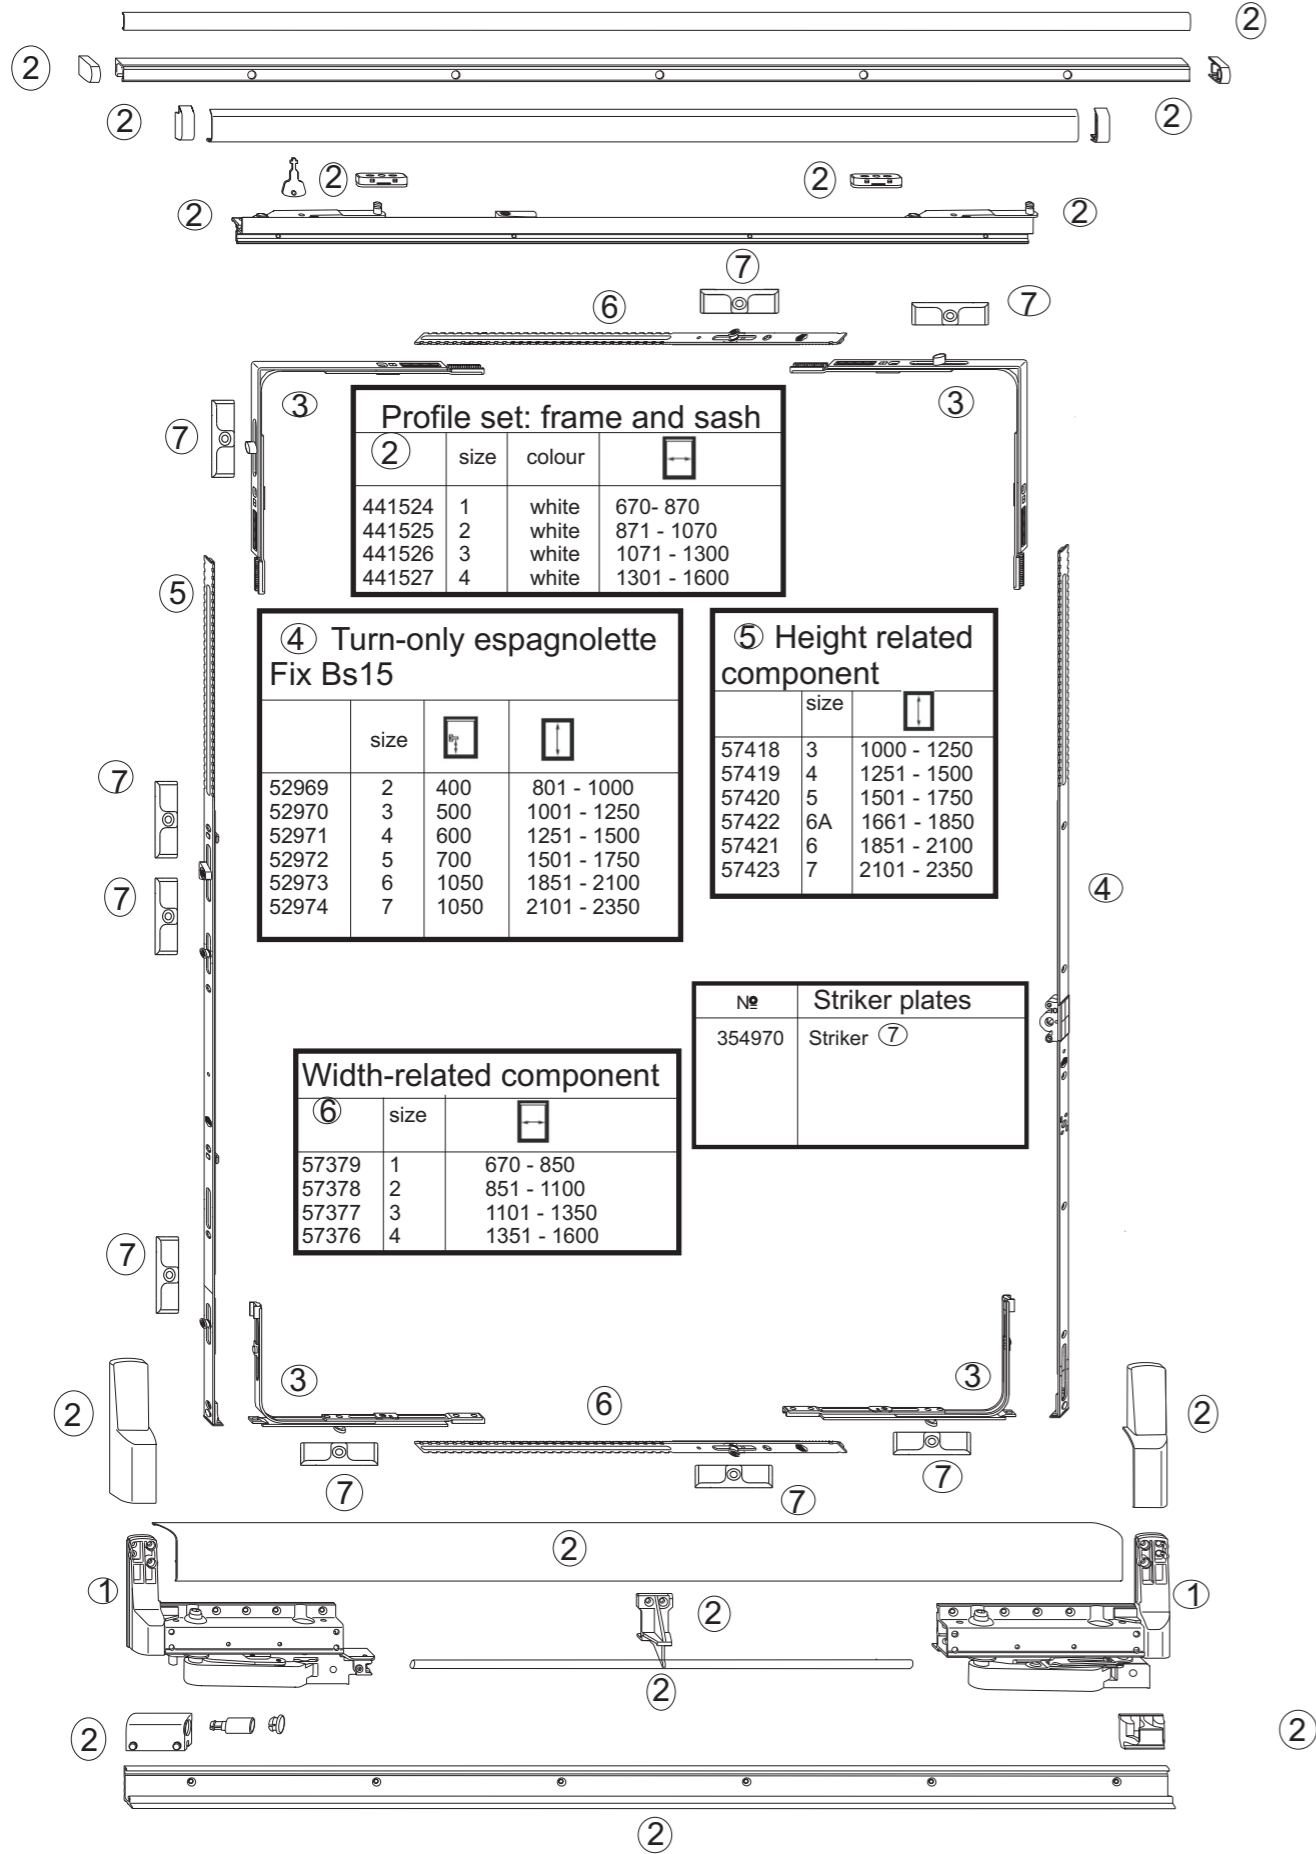 2
2
2
2
2
2
2
7
6
7
3
3
7
Profile set: frame and sash
2 size colour
441524 1 white 670- 870
441525 2 white 871 - 1070
441526 3 white 1071 - 1300
441527 4 white 1301 - 1600
5
4 Turn-only espagnolette
Fix Bs15
size
52969 2 400 801 - 1000
52970 3 500 1001 - 1250
52971 4 600 1251 - 1500
52972 5 700 1501 - 1750
52973 6 1050 1851 - 2100
52974 7 1050 2101 - 2350
5 Height related
component
size
57418 3 1000 - 1250
57419 4 1251 - 1500
57420 5 1501 - 1750
57422 6A 1661 - 1850
57421 6 1851 - 2100
57423 7 2101 - 2350
7
7
4
№ Striker plates
354970 Striker 7
Width-related component
6 size
57379 1 670 - 850
57378 2 851 - 1100
57377 3 1101 - 1350
57376 4 1351 - 1600
7
3
3
2
6
2
7
7
7
2
1
1
2
2
2
2
2